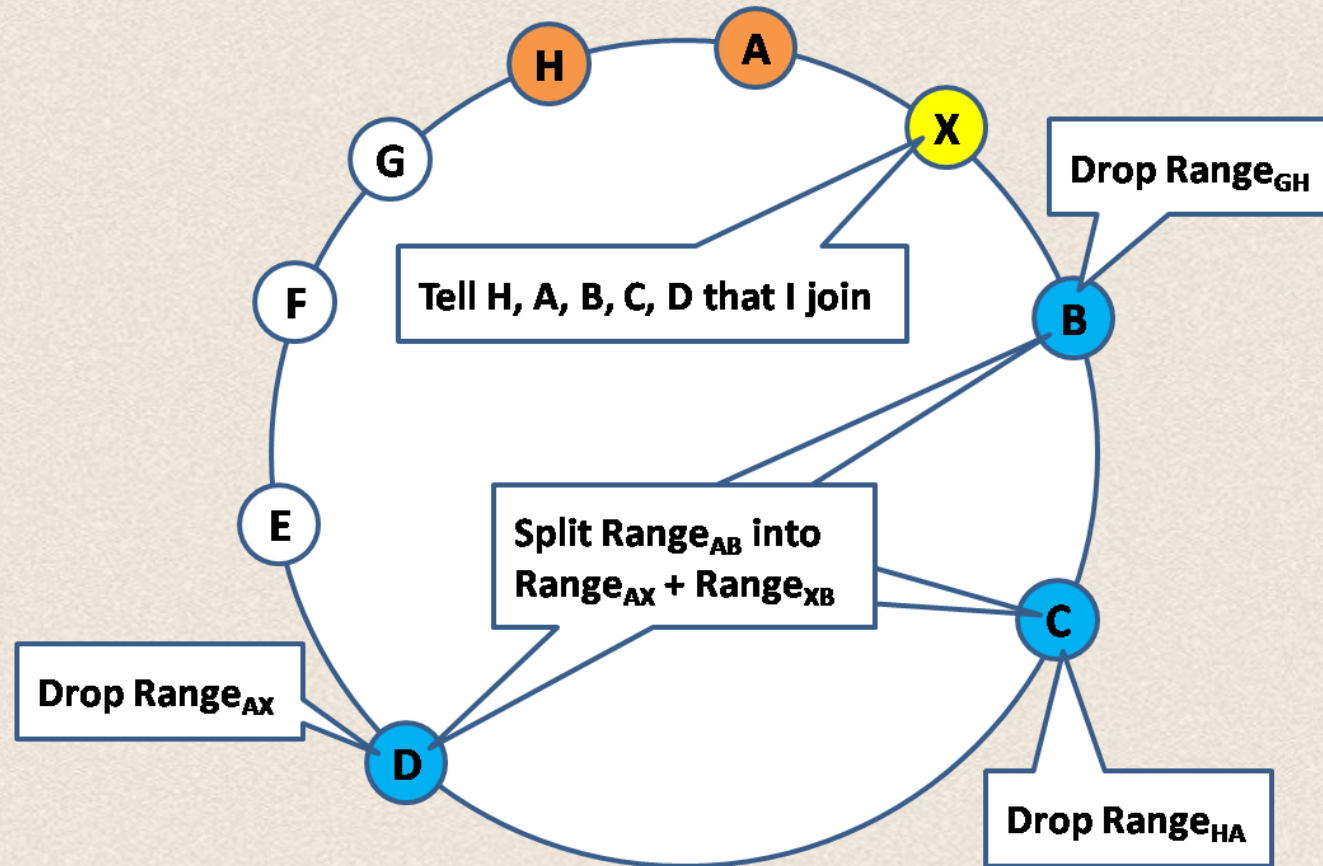 H
A
X
G
Drop Range_GH
Tell H, A, B, C, D that I join
F
B
Split Range_AB into
Range_AX + Range_XB
E
C
Drop Range_AX
D
Drop Range_HA